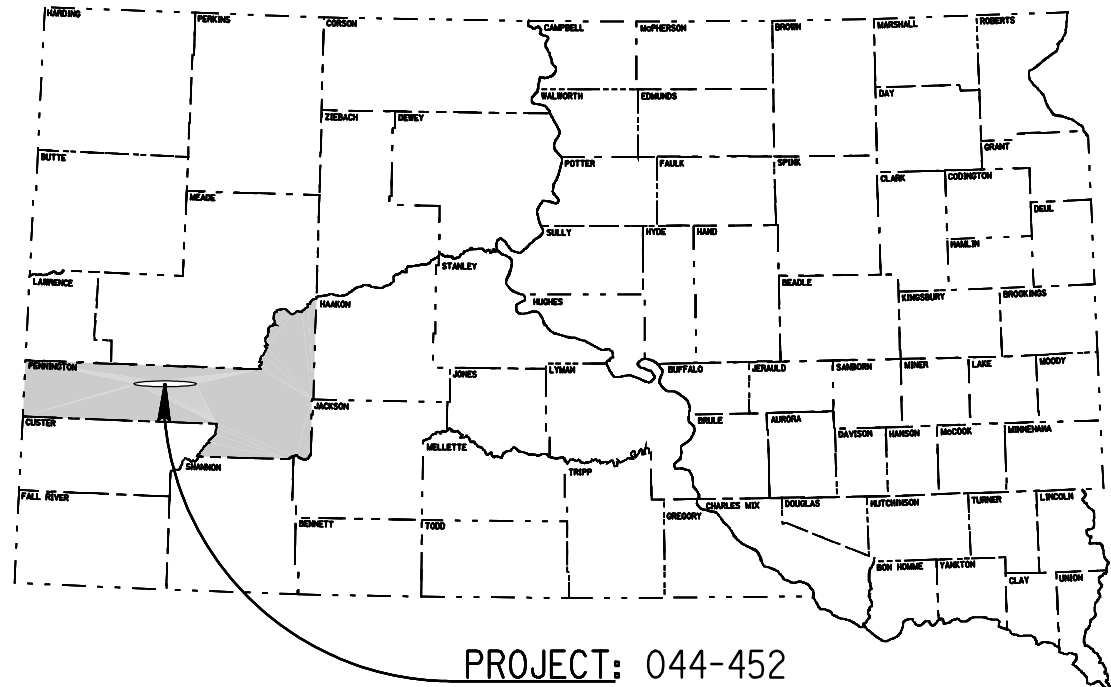 HARDING
PERKINS
CORSON
CAMPBELL
McPHERSON
BROWN
MARSHALL
ROBERTS
WALWORTH
EDMUNDS
DAY
ZIEBACH
DEWEY
GRANT
BUTTE
POTTER
FAULK
SPINK
CLARK
CODINGTON
MEADE
DEUL
SULLY
HYDE
HAND
HAMLIN
STANLEY
LAWRENCE
BEADLE
HAAKON
HUGHES
KINGSBURY
BROOKINGS
PENNINGTON
JONES
LYMAN
BUFFALO
JERAULD
SANBORN
MINER
LAKE
MOODY
JACKSON
CUSTER
BRULE
AURORA
DAVISON
HANSON
McCOOK
MINNEHAHA
MELLETTE
SHANNON
TRIPP
FALL RIVER
GREGORY
CHARLES MIX
DOUGLAS
HUTCHINSON
TURNER
LINCOLN
BENNETT
TODD
BON HOMME
YANKTON
CLAY
UNION
PROJECT: 044-452